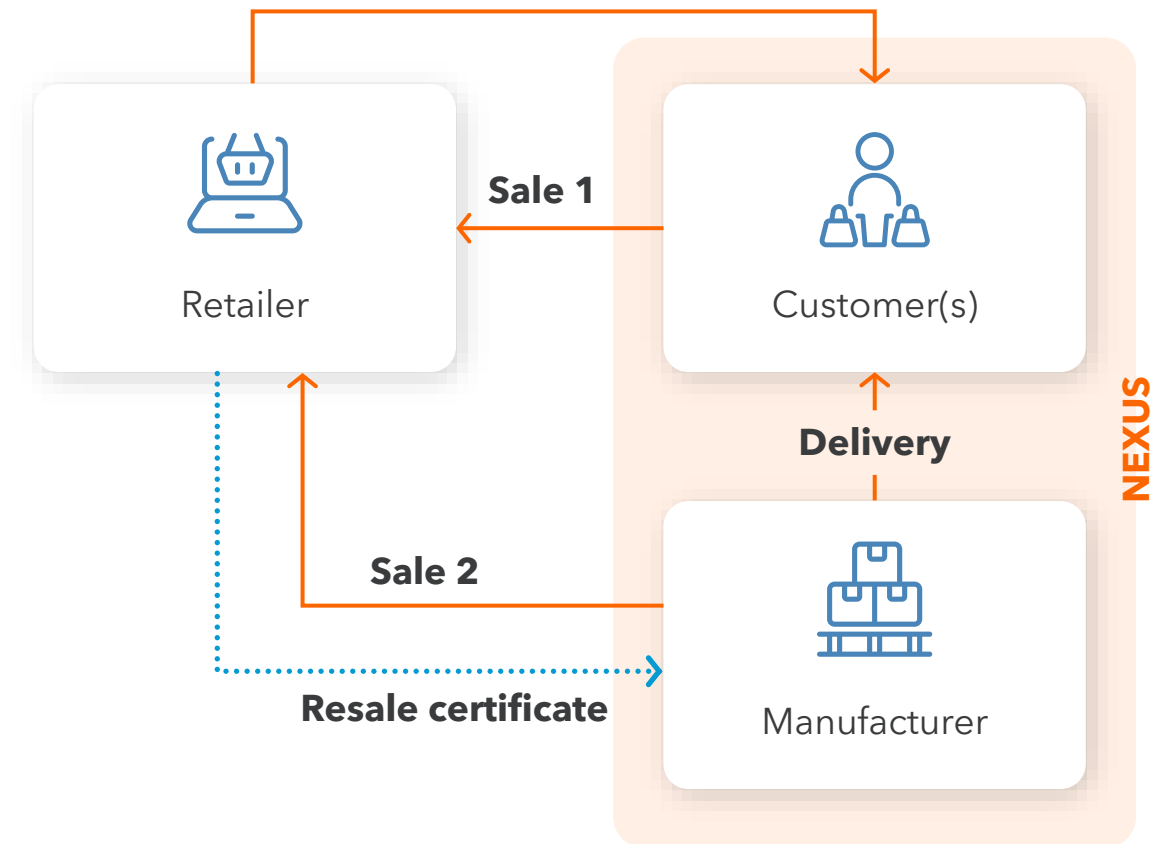 Sale 1
Retailer
Customer(s)
NEXUS
Delivery
Sale 2
Resale certificate
Manufacturer